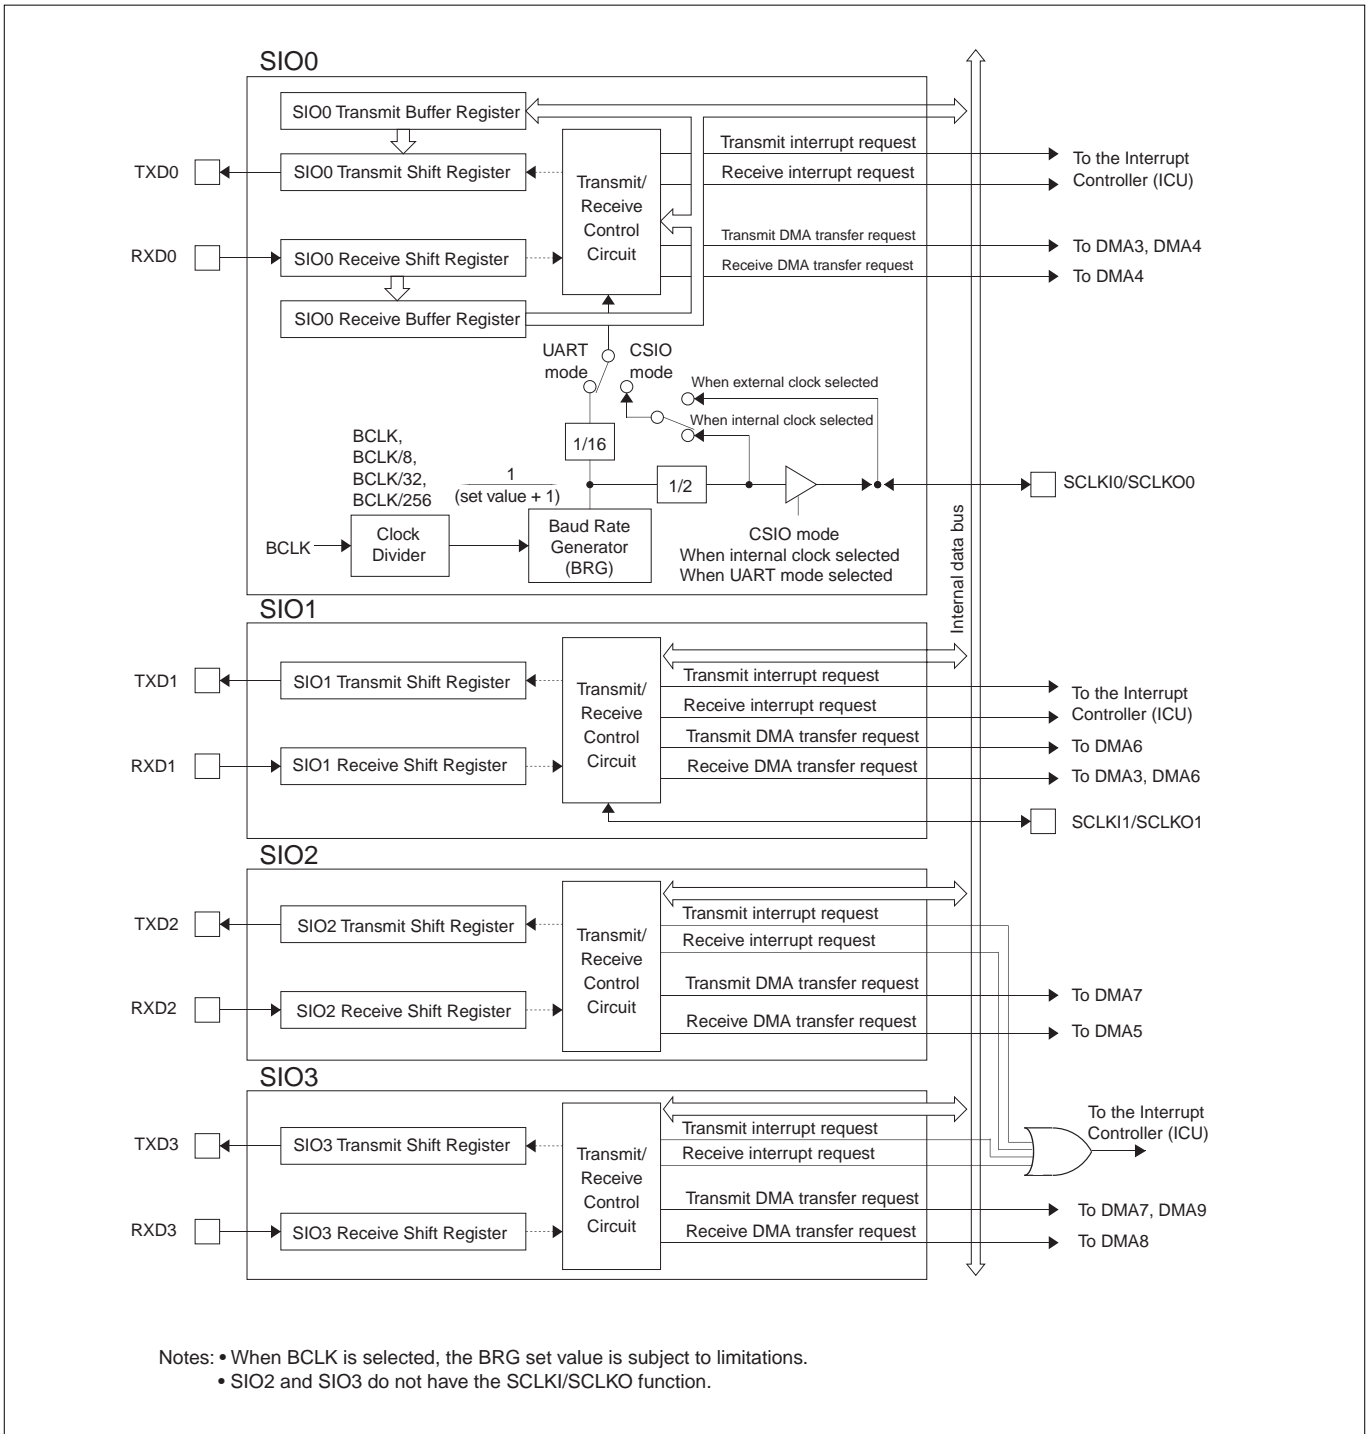 SIO0
SIO0 Transmit Buffer Register
TXD0
SIO0 Transmit Shift Register
RXD0
SIO0 Receive Shift Register
SIO0 Receive Buffer Register
Transmit/
Receive
Control
Circuit
Transmit interrupt request
Receive interrupt request
To the Interrupt
Controller (ICU)
Transmit DMA transfer request
To DMA3, DMA4
Receive DMA transfer request
To DMA4
UART
mode
CSIO
mode
When external clock selected
When internal clock selected
1/16
BCLK,
BCLK/8,
BCLK/32,
BCLK/256
1
(set value + 1)
1/2
SCLKI0/SCLKO0
BCLK
Clock
Divider
Baud Rate
Generator
(BRG)
CSIO mode
When internal clock selected
When UART mode selected
Internal data bus
SIO1
TXD1
SIO1 Transmit Shift Register
RXD1
SIO1 Receive Shift Register
Transmit/
Receive
Control
Circuit
Transmit interrupt request
Receive interrupt request
To the Interrupt
Controller (ICU)
Transmit DMA transfer request
To DMA6
Receive DMA transfer request
To DMA3, DMA6
SCLKI1/SCLKO1
SIO2
TXD2
SIO2 Transmit Shift Register
RXD2
SIO2 Receive Shift Register
Transmit/
Receive
Control
Circuit
Transmit interrupt request
Receive interrupt request
Transmit DMA transfer request
To DMA7
Receive DMA transfer request
To DMA5
SIO3
TXD3
SIO3 Transmit Shift Register
RXD3
SIO3 Receive Shift Register
Transmit/
Receive
Control
Circuit
Transmit interrupt request
Receive interrupt request
To the Interrupt
Controller (ICU)
Transmit DMA transfer request
To DMA7, DMA9
Receive DMA transfer request
To DMA8
Notes: • When BCLK is selected, the BRG set value is subject to limitations.
• SIO2 and SIO3 do not have the SCLKI/SCLKO function.